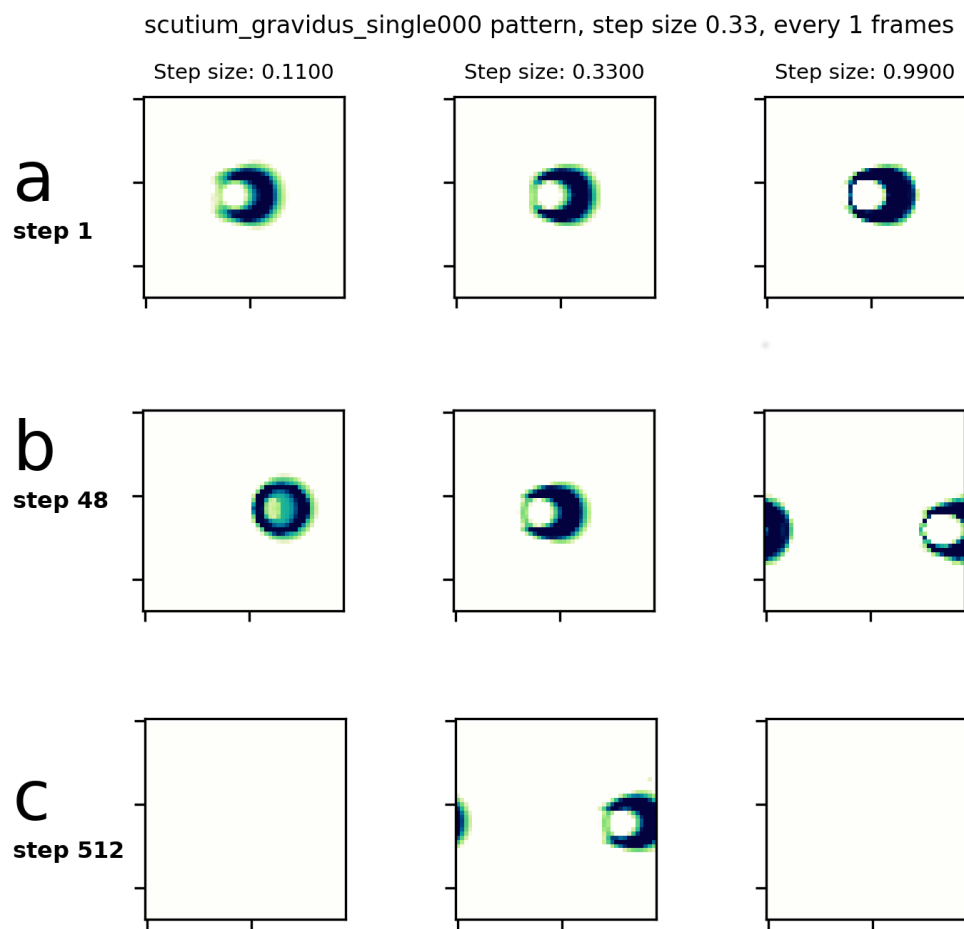 scutium_gravidus_single000 pattern, step size 0.33, every 1 frames
Step size: 0.1100
Step size: 0.3300
Step size: 0.9900
a
step 1
b
step 48
c
step 512